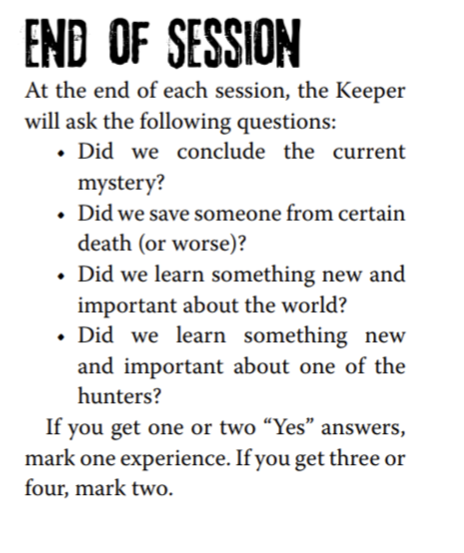 END OF SESSION
At the end of each session, the Keeper
will ask the following questions:
• Did we conclude the current
mystery?
• Did we save someone from certain
death (or worse)?
• Did we learn something new and
important about the world?
• Did we learn something new
and important about one of the
hunters?
If you get one or two “Yes” answers,
mark one experience. If you get three or
four, mark two.